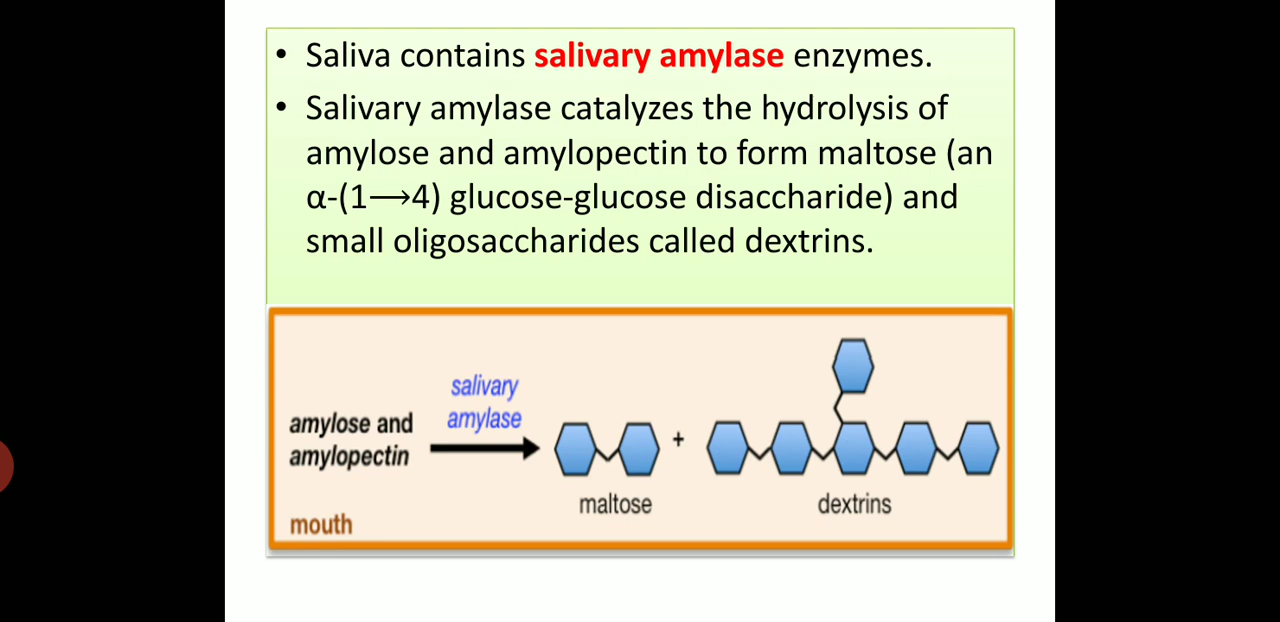 • Saliva contains salivary amylase enzymes.
• Salivary amylase catalyzes the hydrolysis of
amylose and amylopectin to form maltose (an
α-(1⟶4) glucose-glucose disaccharide) and
small oligosaccharides called dextrins.
salivary
amylase
amylose and
amylopectin
+
maltose
dextrins
mouth